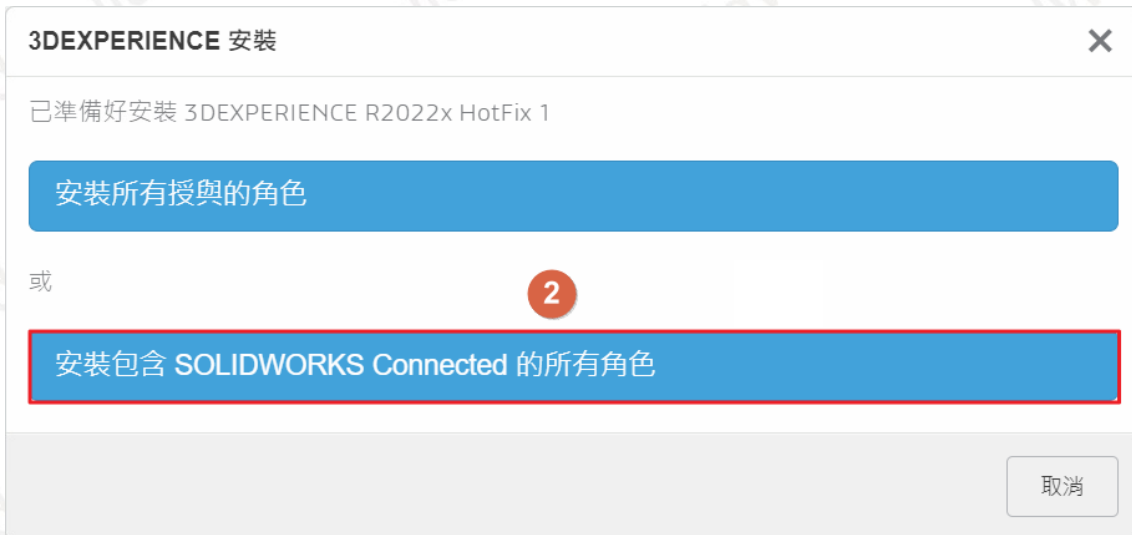 3DEXPERIENCE 安裝
已準備好安裝 3DEXPERIENCE R2022x HotFix 1
安裝所有授與的角色
或
2
安裝包含 SOLIDWORKS Connected 的所有角色
取消